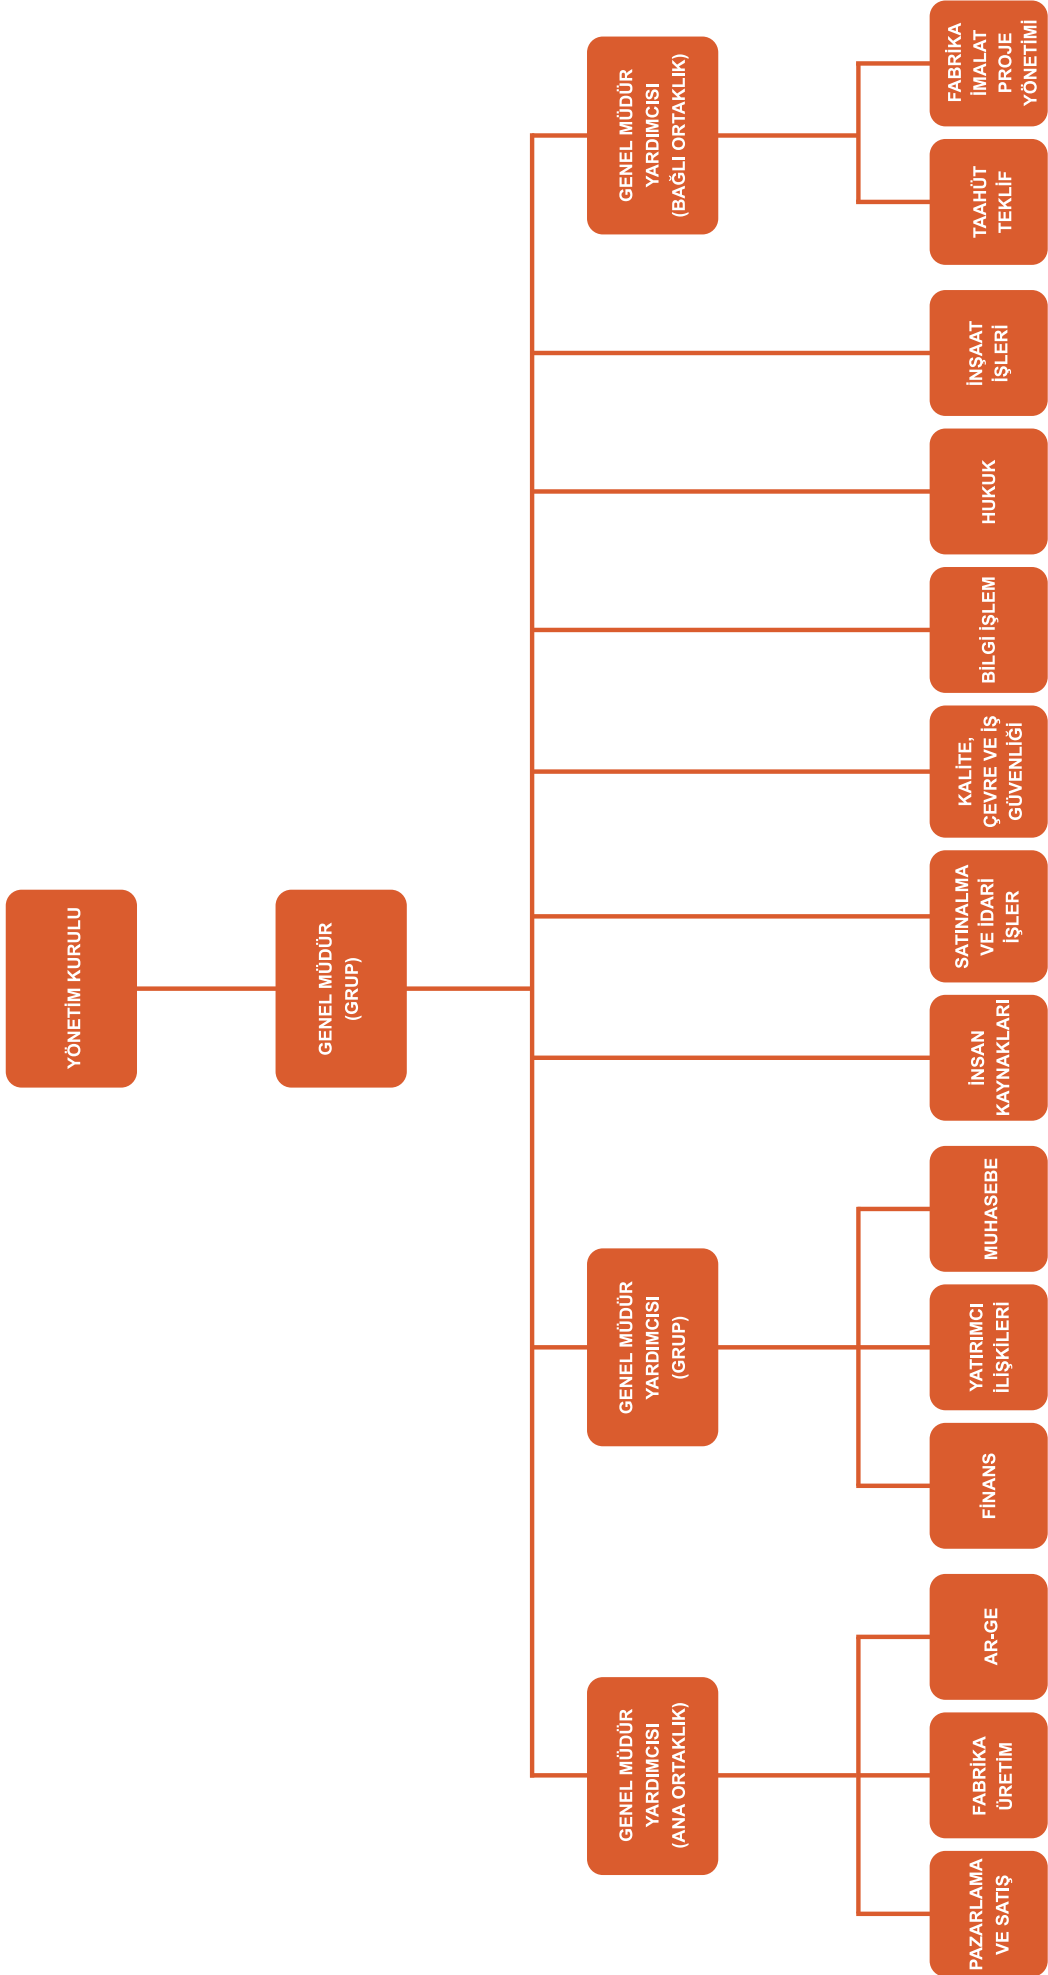 YÖNETİM KURULU
GENEL MÜDÜR
(GRUP)
GENEL MÜDÜR
YARDIMCISI
(ANA ORTAKLIK)
GENEL MÜDÜR
YARDIMCISI
(GRUP)
GENEL MÜDÜR
YARDIMCISI
(BAĞLI ORTAKLIK)
PAZARLAMA
VE SATIŞ
FABRİKA
ÜRETİM
AR-GE
FİNANS
YATIRIMCI
İLİŞKİLERİ
MUHASEBE
İNSAN
KAYNAKLARI
SATINALMA
VE İDARİ
İŞLER
KALİTE,
ÇEVRE VE İŞ
GÜVENLİĞİ
BİLGİ İŞLEM
HUKUK
İNŞAAT
İŞLERİ
TAAHÜT
TEKLİF
FABRİKA
İMALAT
PROJE
YÖNETİMİ